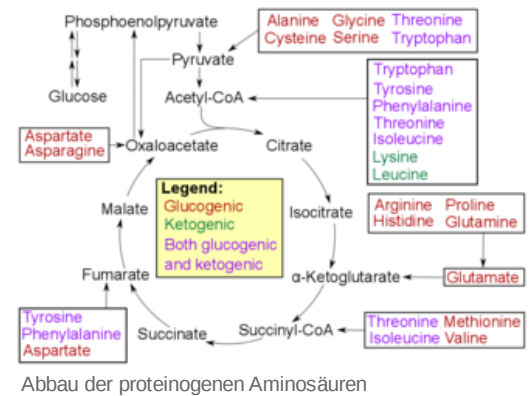 Phosphoenolpyruvate
Alanine Glycine Threonine
Cysteine Serine Tryptophan
Pyruvate
Glucose
Acetyl-CoA
Tryptophan
Tyrosine
Phenylalanine
Threonine
Isoleucine
Lysine
Leucine
Aspartate
Asparagine
Oxaloacetate
Citrate
Legend:
Glucogenic
Ketogenic
Both glucogenic
and ketogenic
Malate
Isocitrate
Arginine Proline
Histidine Glutamine
Fumarate
α-Ketoglutarate
Glutamate
Tyrosine
Phenylalanine
Aspartate
Succinate
Succinyl-CoA
Threonine Methionine
Isoleucine Valine
Abbau der proteinogenen Aminosäuren